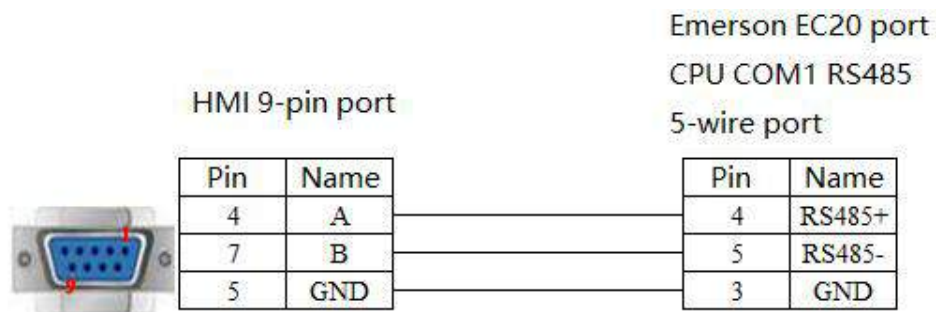 Emerson EC20 port
CPU COM1 RS485
5-wire port
HMI 9-pin port
Pin Name Pin Name
4 A 4 RS485+
7 B 5 RS485-
5 GND 3 GND
1
9